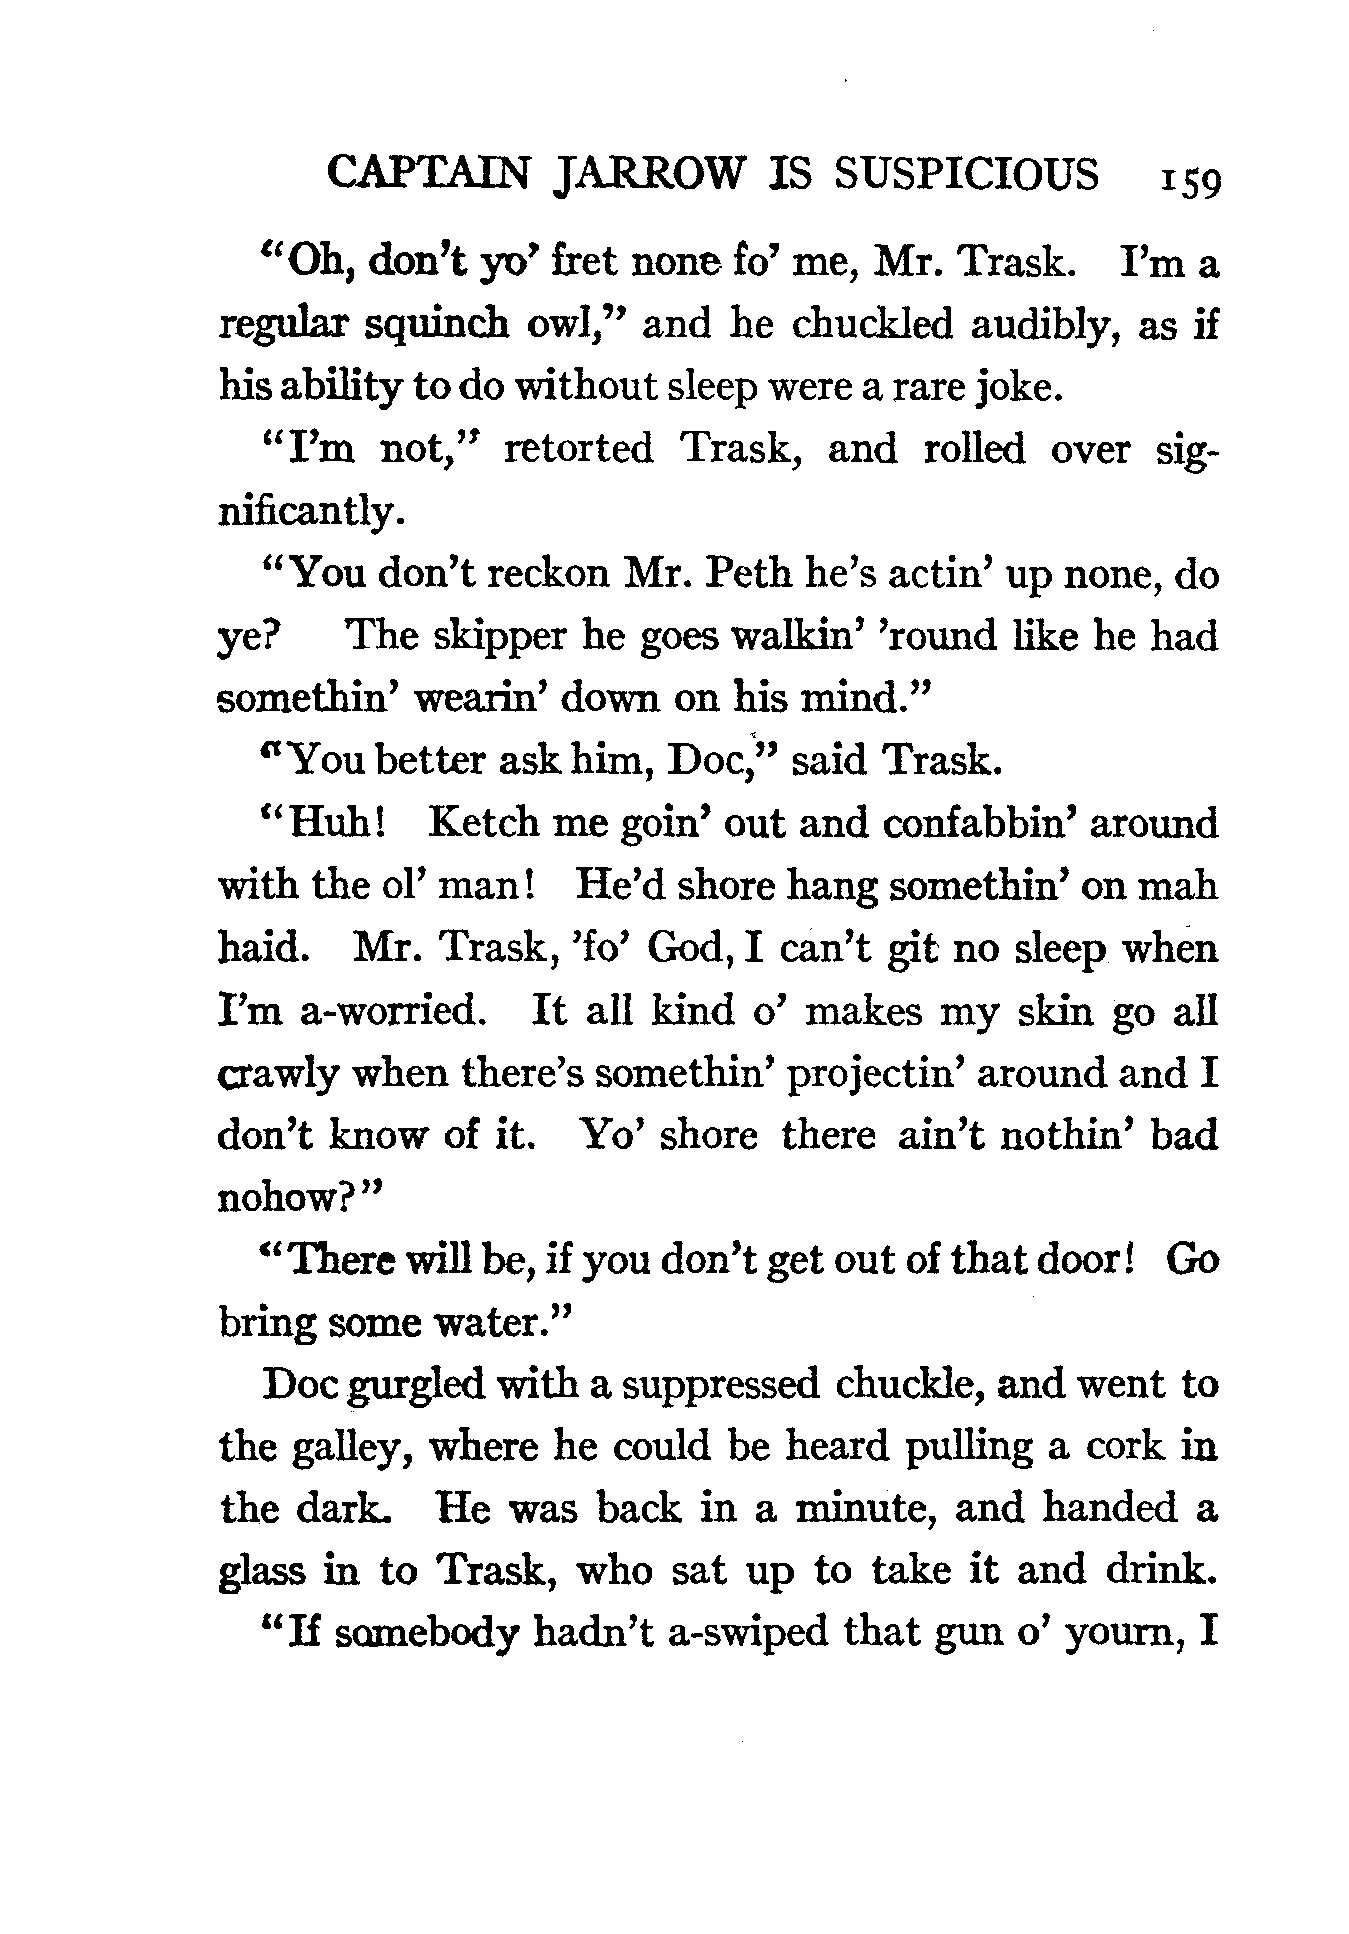 CAPTAIN JARROW IS SUSPICIOUS 159
“Oh, don’t yo’ fret none fo’ me, Mr. Trask. I’m a
regular squinch owl,” and he chuckled audibly, as if
his ability to do without sleep were a rare joke.
“I’m not,” retorted Trask, and rolled over sig-
nificantly.
“You don’t reckon Mr. Peth he’s actin’ up none, do
ye? The skipper he goes walkin’ ’round like he had
somethin’ wearin’ down on his mind.”
“You better ask him, Doc,” said Trask.
“Huh! Ketch me goin’ out and confabbin’ around
with the ol’ man! He’d shore hang somethin’ on mah
haid. Mr. Trask, ’fo’ God, I can’t git no sleep when
I’m a-worried. It all kind o’ makes my skin go all
crawly when there’s somethin’ projectin’ around and I
don’t know of it. Yo’ shore there ain’t nothin’ bad
nohow?”
“There will be, if you don’t get out of that door! Go
bring some water.”
Doc gurgled with a suppressed chuckle, and went to
the galley, where he could be heard pulling a cork in
the dark. He was back in a minute, and handed a
glass in to Trask, who sat up to take it and drink.
“If somebody hadn’t a-swiped that gun o’ yourn, I